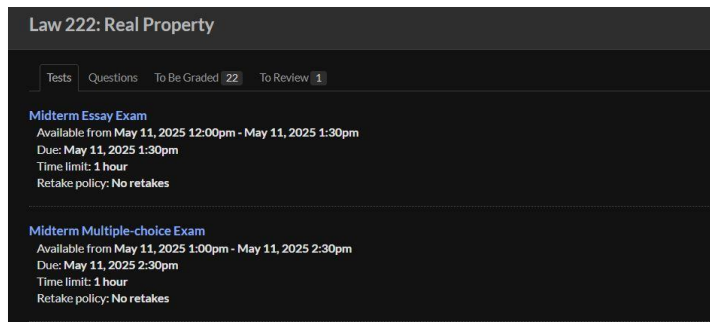 Law 222: Real Property
Tests Questions To Be Graded 22 To Review 1
Midterm Essay Exam
Available from May 11, 2025 12:00pm - May 11, 2025 1:30pm
Due: May 11, 2025 1:30pm
Time limit: 1 hour
Retake policy: No retakes
Midterm Multiple-choice Exam
Available from May 11, 2025 1:00pm - May 11, 2025 2:30pm
Due: May 11, 2025 2:30pm
Time limit: 1 hour
Retake policy: No retakes